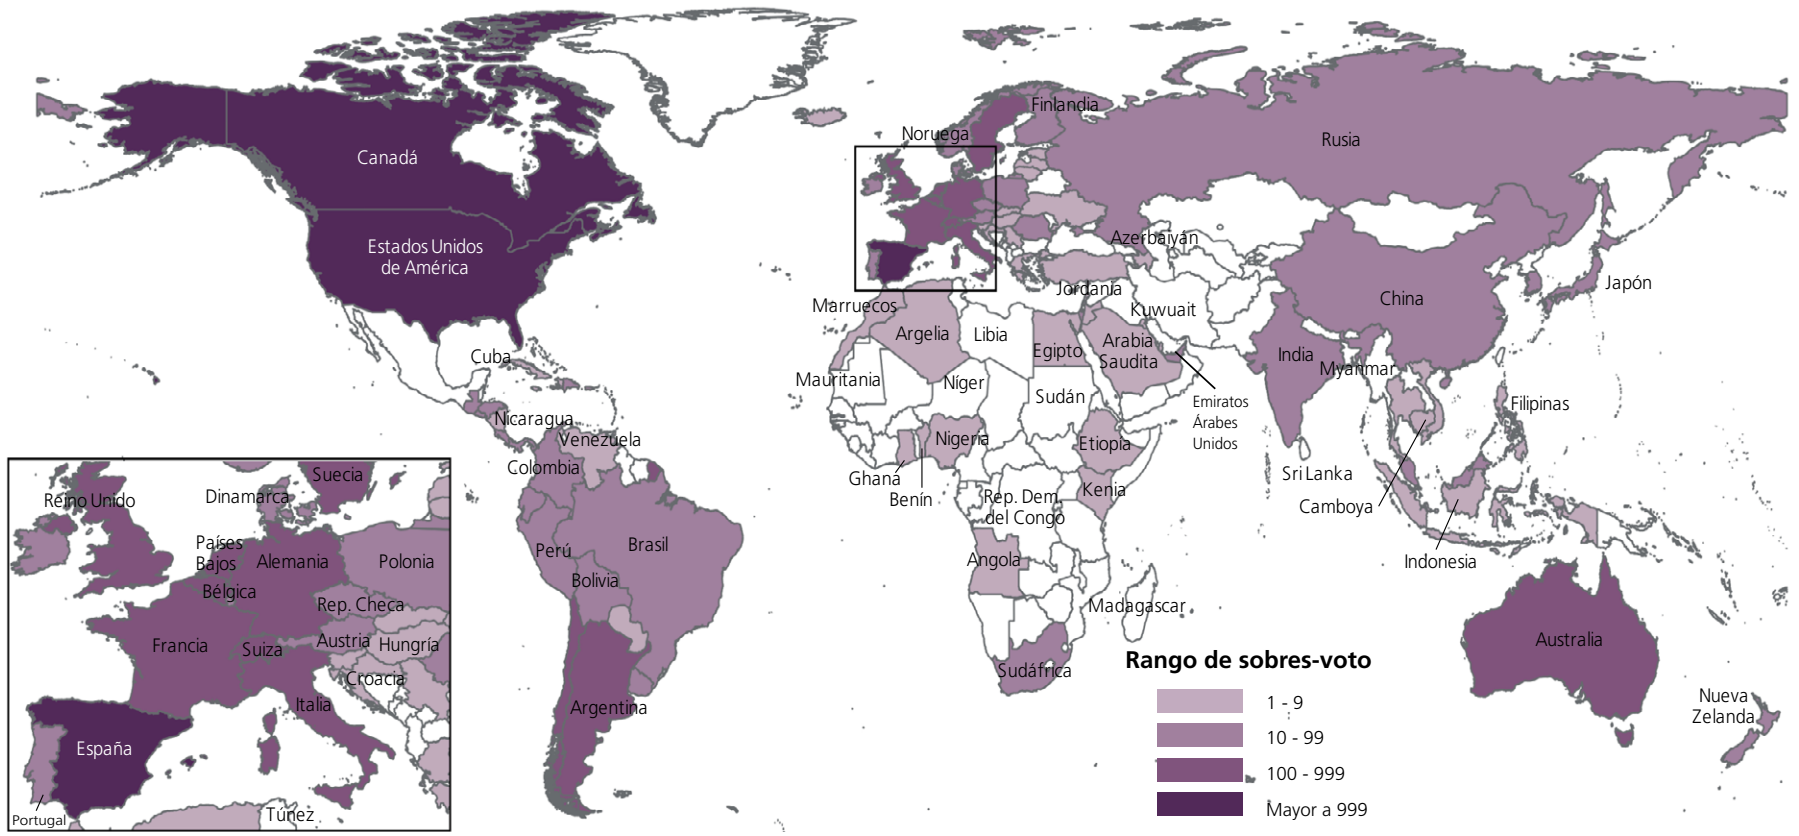 Finlandia
Noruega
Rusia
Canadá
Estados Unidos
de América
Azerbaiyán
Jordania
Kuwuait
China
Japón
Marruecos
Argelia
Libia
Egipto
Arabia
Saudita
India
Myanmar
Cuba
Mauritania
Níger
Sudán
Emiratos
Árabes
Unidos
Filipinas
Nicaragua
Venezuela
Colombia
Nigeria
Etiopía
Ghana
Benín
Kenia
Sri Lanka
Camboya
Rep. Dem.
del Congo
Perú
Brasil
Bolivia
Angola
Indonesia
Madagascar
Sudáfrica
Argentina
Australia
Nueva
Zelanda
Suecia
Reino Unido
Dinamarca
Países
Bajos
Alemania
Polonia
Bélgica
Rep. Checa
Francia
Suiza
Austria
Hungría
Croacia
Italia
España
Portugal
Túnez
Rango de sobres-voto
1 - 9
10 - 99
100 - 999
Mayor a 999